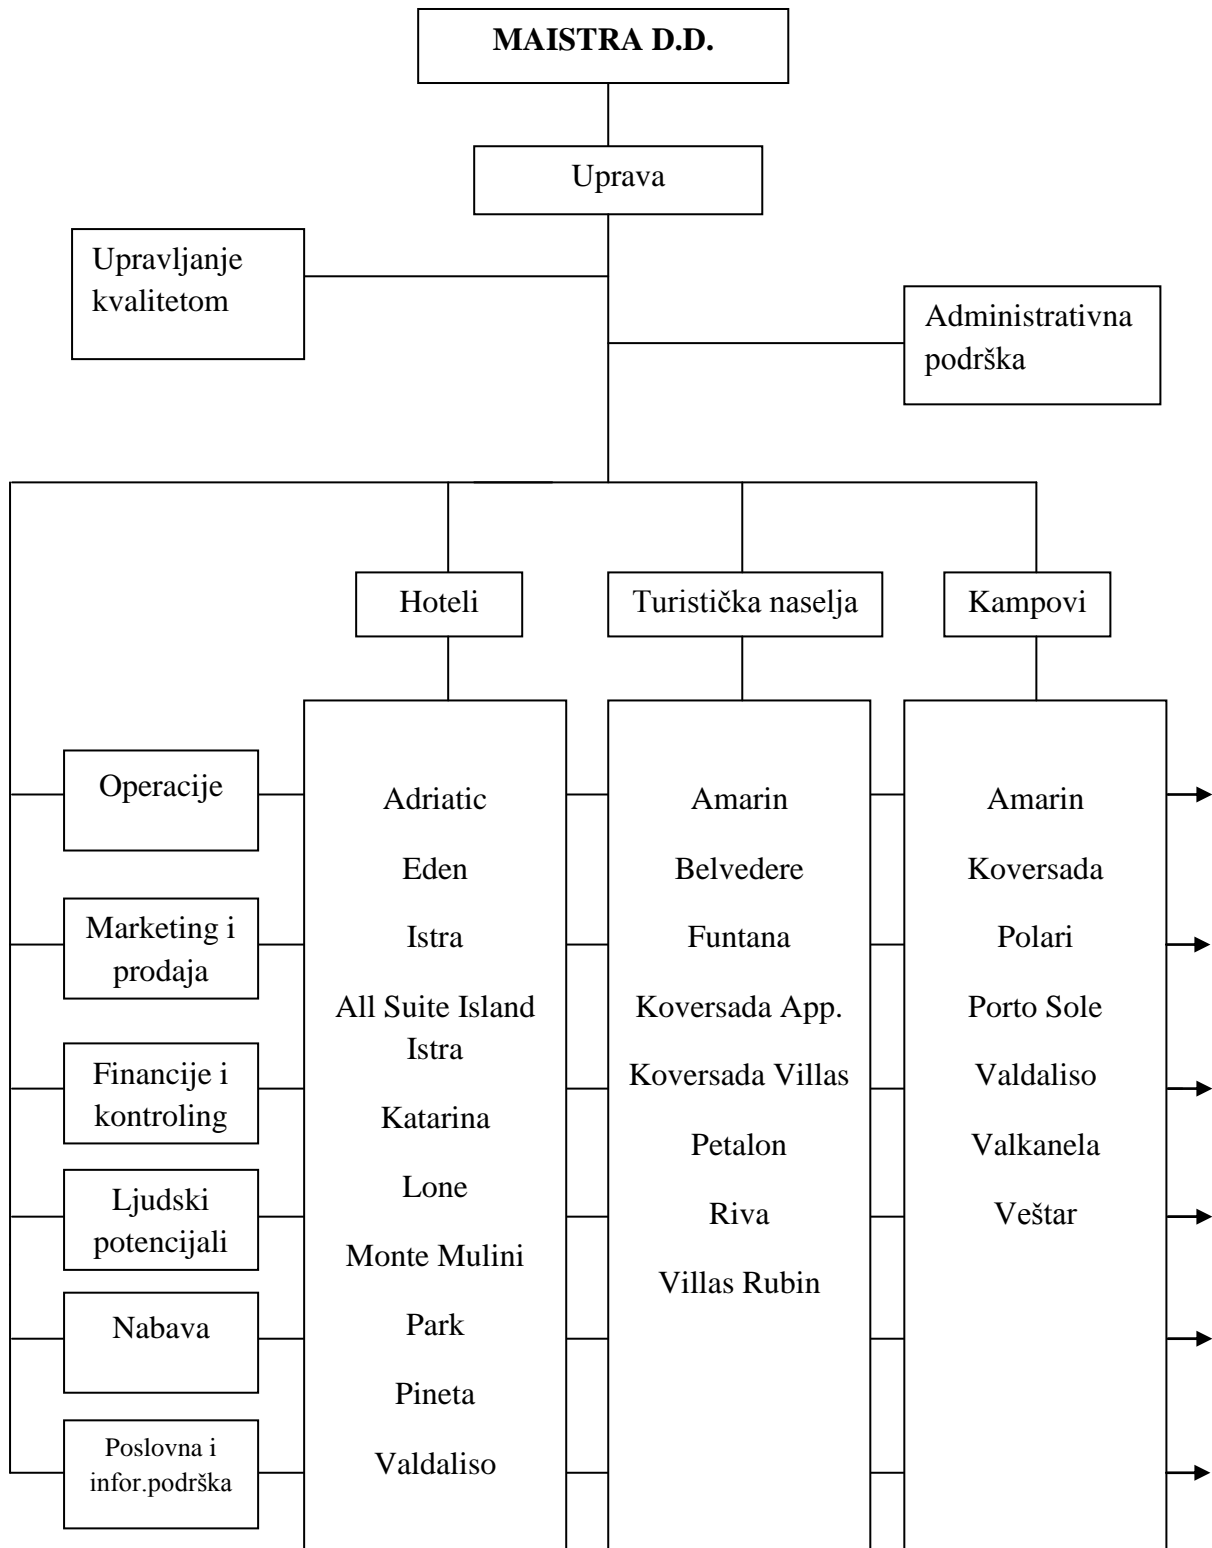 MAISTRA D.D.
Uprava
Upravljanje
kvalitetom
Administrativna
podrška
Hoteli
Turistička naselja
Kampovi
Operacije
Marketing i
prodaja
Financije i
kontroling
Ljudski
potencijali
Nabava
Poslovna i
infor.podrška
Adriatic
Eden
Istra
All Suite Island
Istra
Katarina
Lone
Monte Mulini
Park
Pineta
Valdaliso
Amarin
Belvedere
Funtana
Koversada App.
Koversada Villas
Petalon
Riva
Villas Rubin
Amarin
Koversada
Polari
Porto Sole
Valdaliso
Valkanela
Veštar